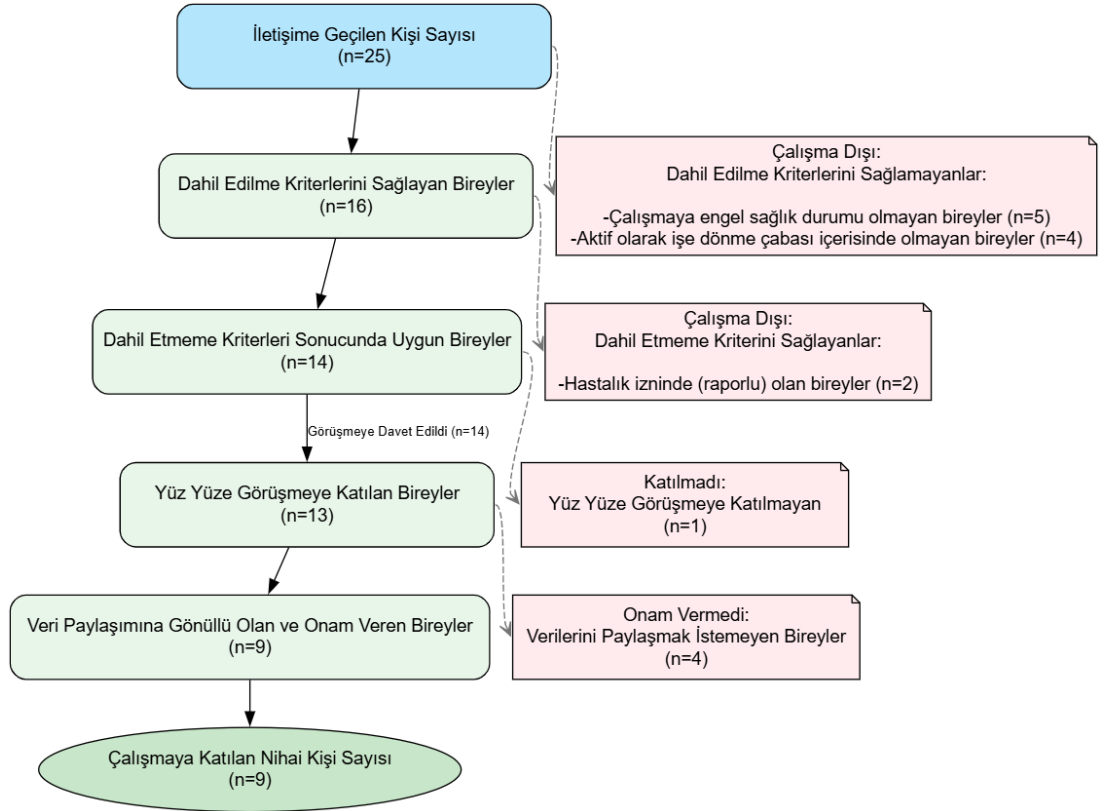 İletişime Geçilen Kişi Sayısı
(n=25)
Dahil Edilme Kriterlerini Sağlayan Bireyler
(n=16)
Çalışma Dışı:
Dahil Edilme Kriterlerini Sağlamayanlar:
-Çalışmaya engel sağlık durumu olmayan bireyler (n=5)
-Aktif olarak işe dönme çabası içerisinde olmayan bireyler (n=4)
Dahil Etmeme Kriterleri Sonucunda Uygun Bireyler
(n=14)
Çalışma Dışı:
Dahil Etmeme Kriterini Sağlayanlar:
-Hastalık izninde (raporlu) olan bireyler (n=2)
Görüşmeye Davet Edildi (n=14)
Yüz Yüze Görüşmeye Katılan Bireyler
(n=13)
Katılmadı:
Yüz Yüze Görüşmeye Katılmayan
(n=1)
Veri Paylaşımına Gönüllü Olan ve Onam Veren Bireyler
(n=9)
Onam Vermedi:
Verilerini Paylaşmak İstemeyen Bireyler
(n=4)
Çalışmaya Katılan Nihai Kişi Sayısı
(n=9)